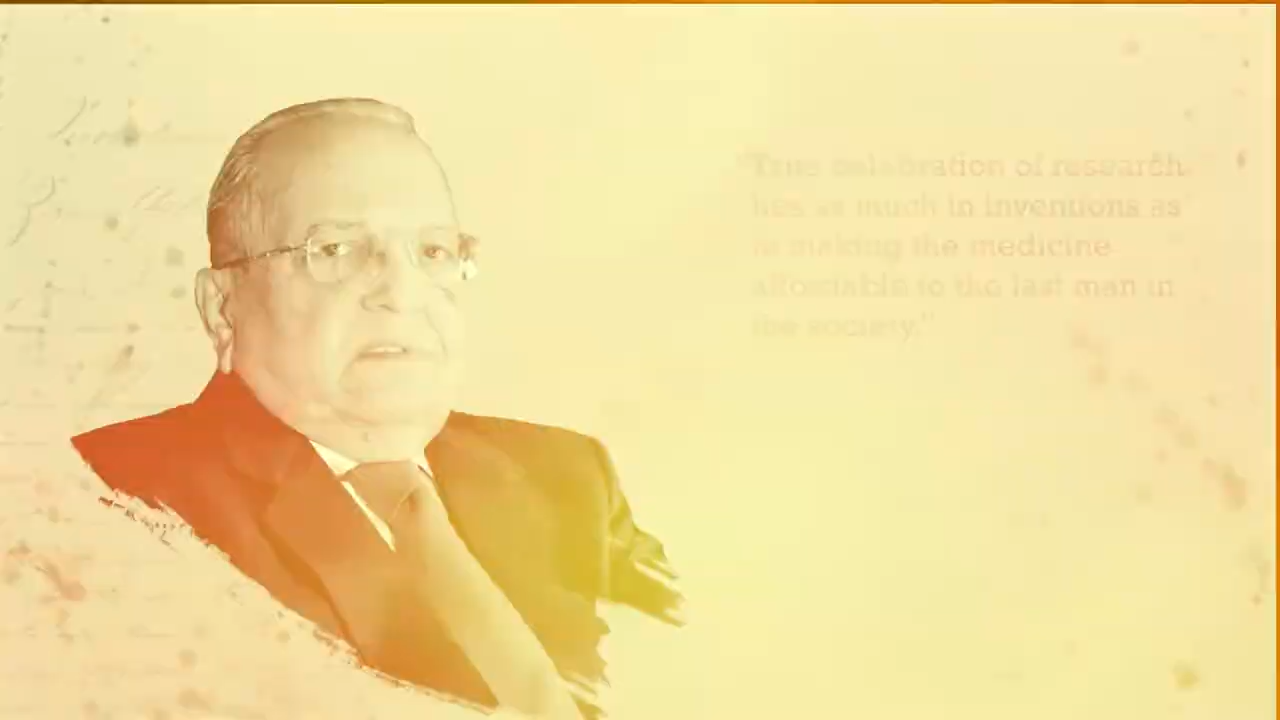 "True celebration of research
lies as much in inventions as
in making the medicine
affordable to the last man in
the society."